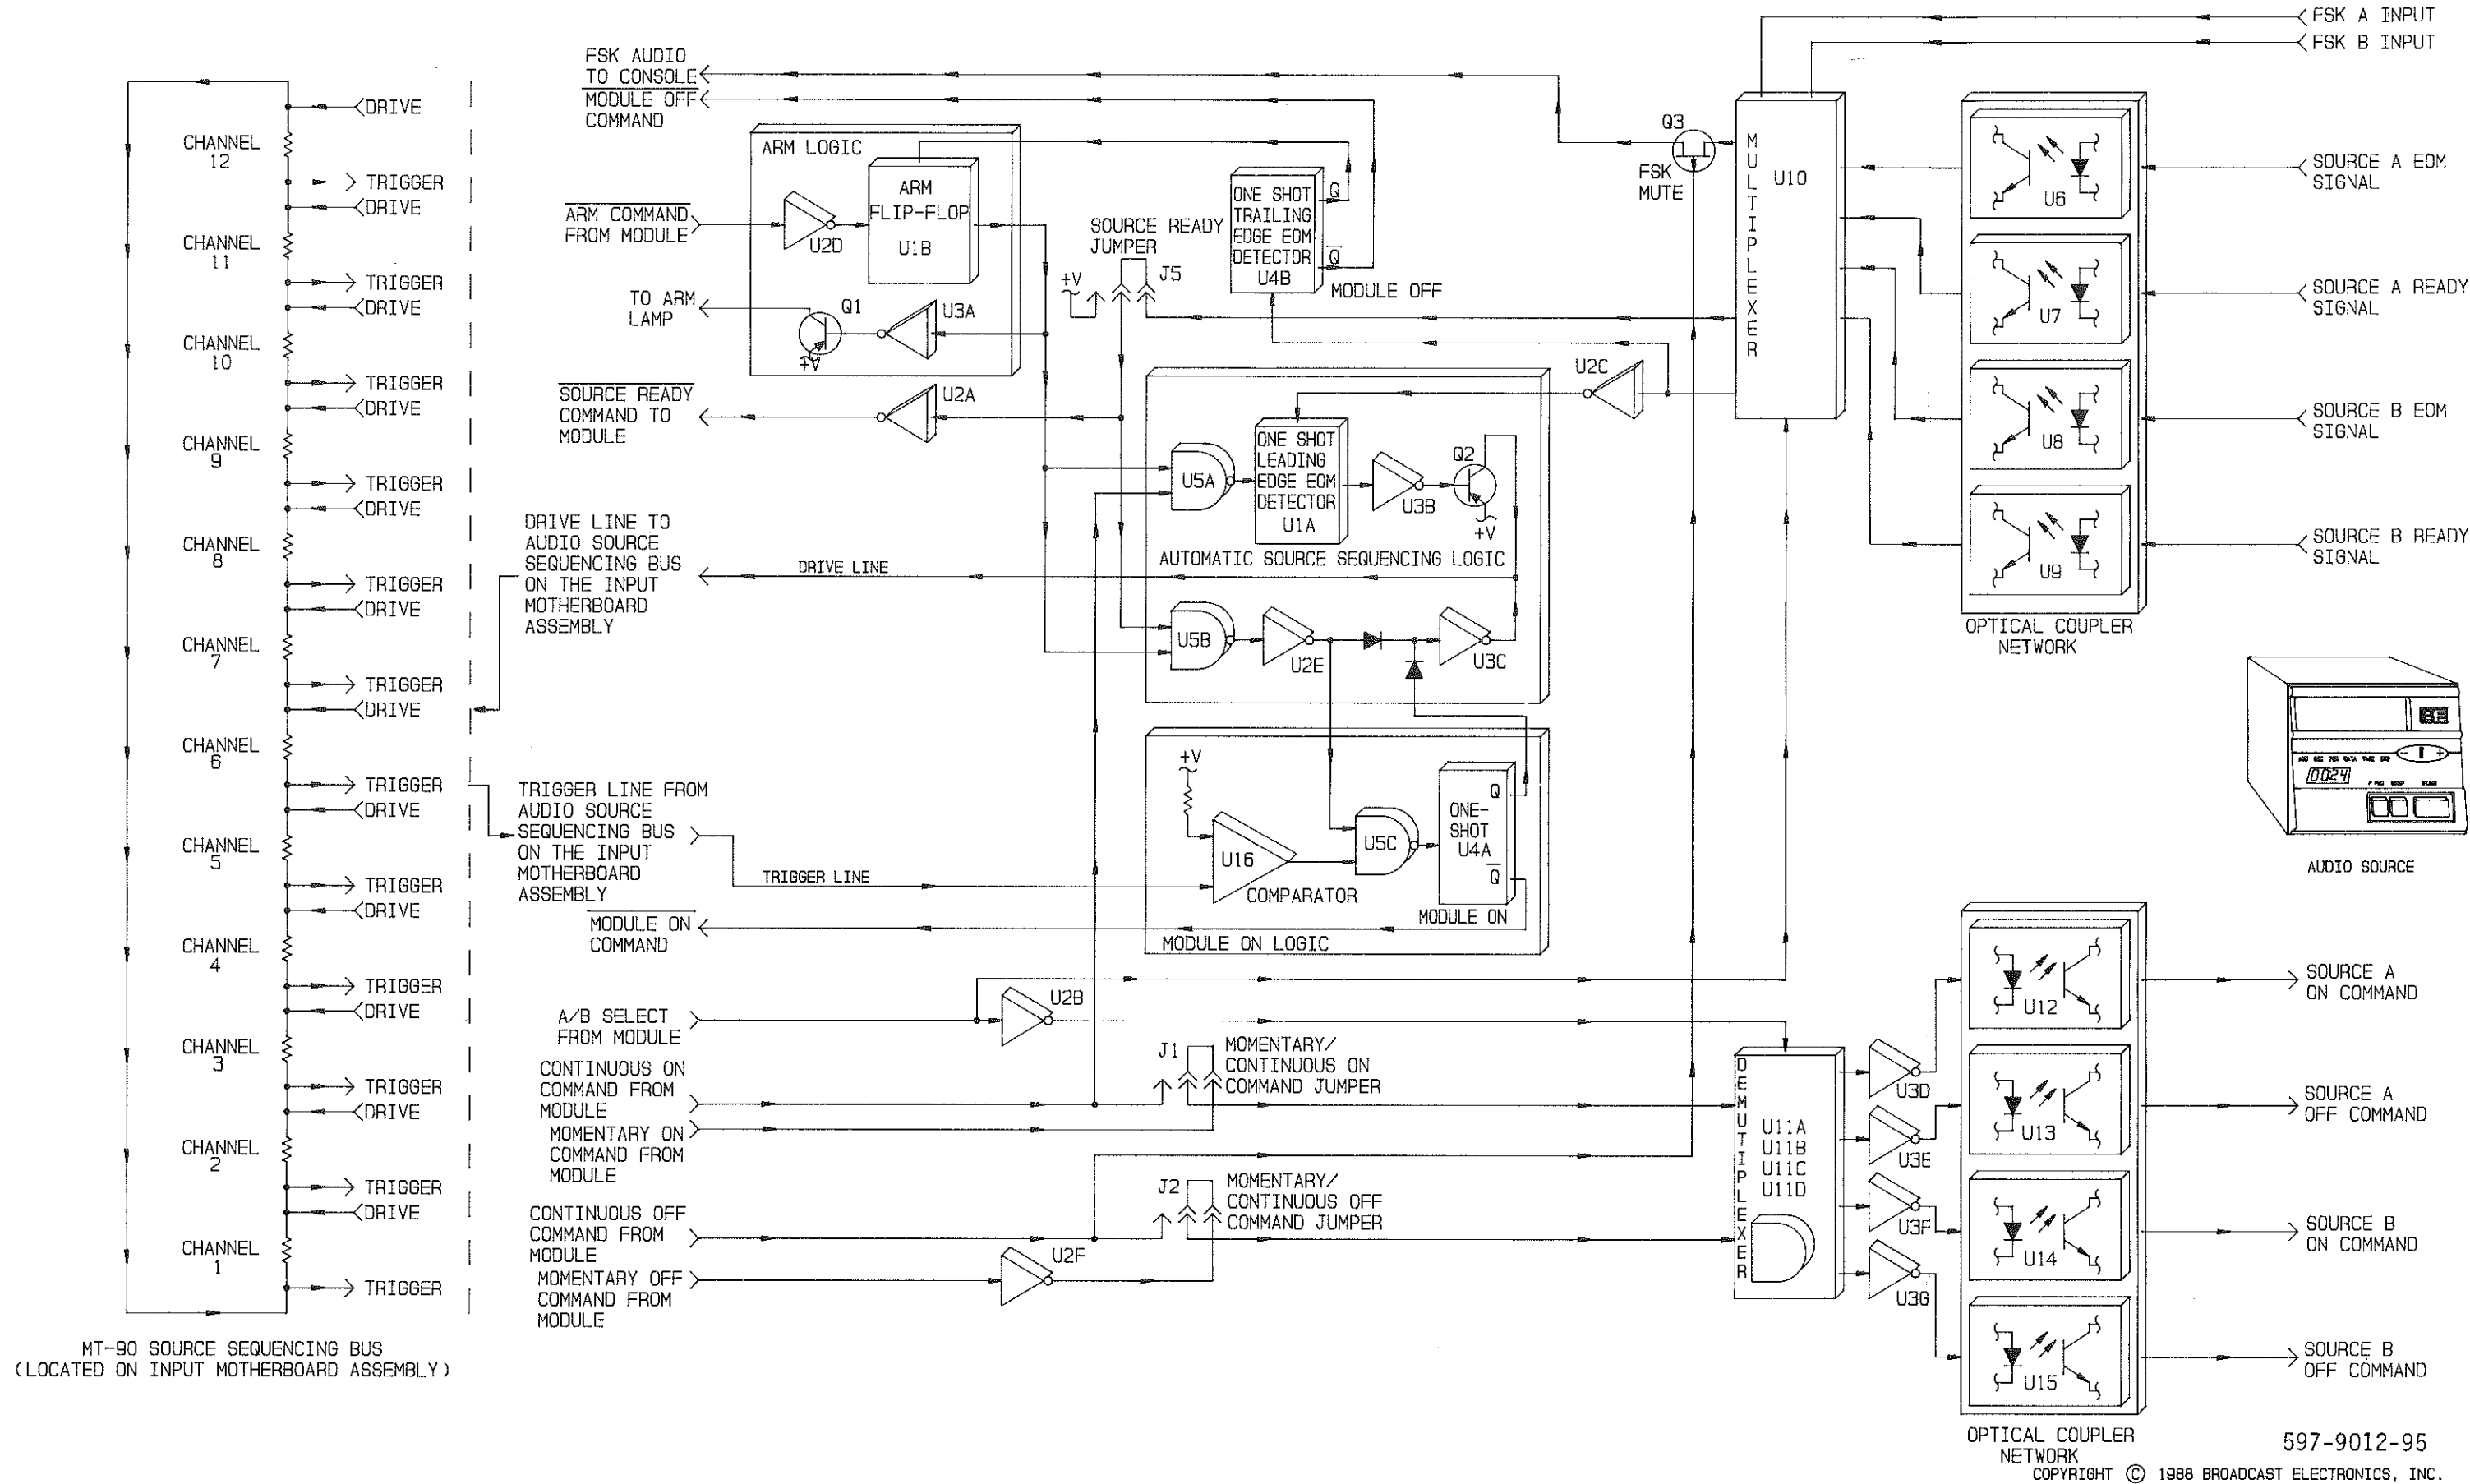 DRIVE
CHANNEL
12
TRIGGER
DRIVE
CHANNEL
11
TRIGGER
DRIVE
CHANNEL
10
TRIGGER
DRIVE
CHANNEL
9
TRIGGER
DRIVE
CHANNEL
8
TRIGGER
DRIVE
CHANNEL
7
TRIGGER
DRIVE
CHANNEL
6
TRIGGER
DRIVE
CHANNEL
5
TRIGGER
DRIVE
CHANNEL
4
TRIGGER
DRIVE
CHANNEL
3
TRIGGER
DRIVE
CHANNEL
2
TRIGGER
DRIVE
CHANNEL
1
TRIGGER
MT-90 SOURCE SEQUENCING BUS
(LOCATED ON INPUT MOTHERBOARD ASSEMBLY)
FSK AUDIO
TO CONSOLE
MODULE OFF
COMMAND
ARM COMMAND
FROM MODULE
TO ARM
LAMP
SOURCE READY
COMMAND TO
MODULE
DRIVE LINE TO
AUDIO SOURCE
SEQUENCING BUS
ON THE INPUT
MOTHERBOARD
ASSEMBLY
TRIGGER LINE FROM
AUDIO SOURCE
SEQUENCING BUS
ON THE INPUT
MOTHERBOARD
ASSEMBLY
MODULE ON
COMMAND
A/B SELECT
FROM MODULE
CONTINUOUS ON
COMMAND FROM
MODULE
MOMENTARY ON
COMMAND FROM
MODULE
CONTINUOUS OFF
COMMAND FROM
MODULE
MOMENTARY OFF
COMMAND FROM
MODULE
ARM LOGIC
ARM
FLIP-FLOP
U1B
U2D
Q1
U3A
+V
U2A
SOURCE READY
JUMPER
J5
+V
ONE SHOT
TRAILING
EDGE EOM
DETECTOR
U4B
Q
Q
MODULE OFF
U2C
U5A
ONE SHOT
LEADING
EDGE EOM
DETECTOR
U1A
U3B
Q2
+V
AUTOMATIC SOURCE SEQUENCING LOGIC
DRIVE LINE
U5B
U2E
U3C
+V
U16
COMPARATOR
U5C
Q
ONE-
SHOT
U4A
Q
MODULE ON
MODULE ON LOGIC
TRIGGER LINE
U2B
J1
MOMENTARY/
CONTINUOUS ON
COMMAND JUMPER
J2
MOMENTARY/
CONTINUOUS OFF
COMMAND JUMPER
U2F
Q3
FSK
MUTE
MULTIPLEXER
U10
FSK A INPUT
FSK B INPUT
U6
U7
U8
U9
OPTICAL COUPLER
NETWORK
SOURCE A EOM
SIGNAL
SOURCE A READY
SIGNAL
SOURCE B EOM
SIGNAL
SOURCE B READY
SIGNAL
BE
00:24
AUDIO SOURCE
DEMUTIPLEXER
U11A
U11B
U11C
U11D
U3D
U3E
U3F
U3G
U12
U13
U14
U15
OPTICAL COUPLER
NETWORK
SOURCE A
ON COMMAND
SOURCE A
OFF COMMAND
SOURCE B
ON COMMAND
SOURCE B
OFF COMMAND
597-9012-95
COPYRIGHT © 1988 BROADCAST ELECTRONICS, INC.